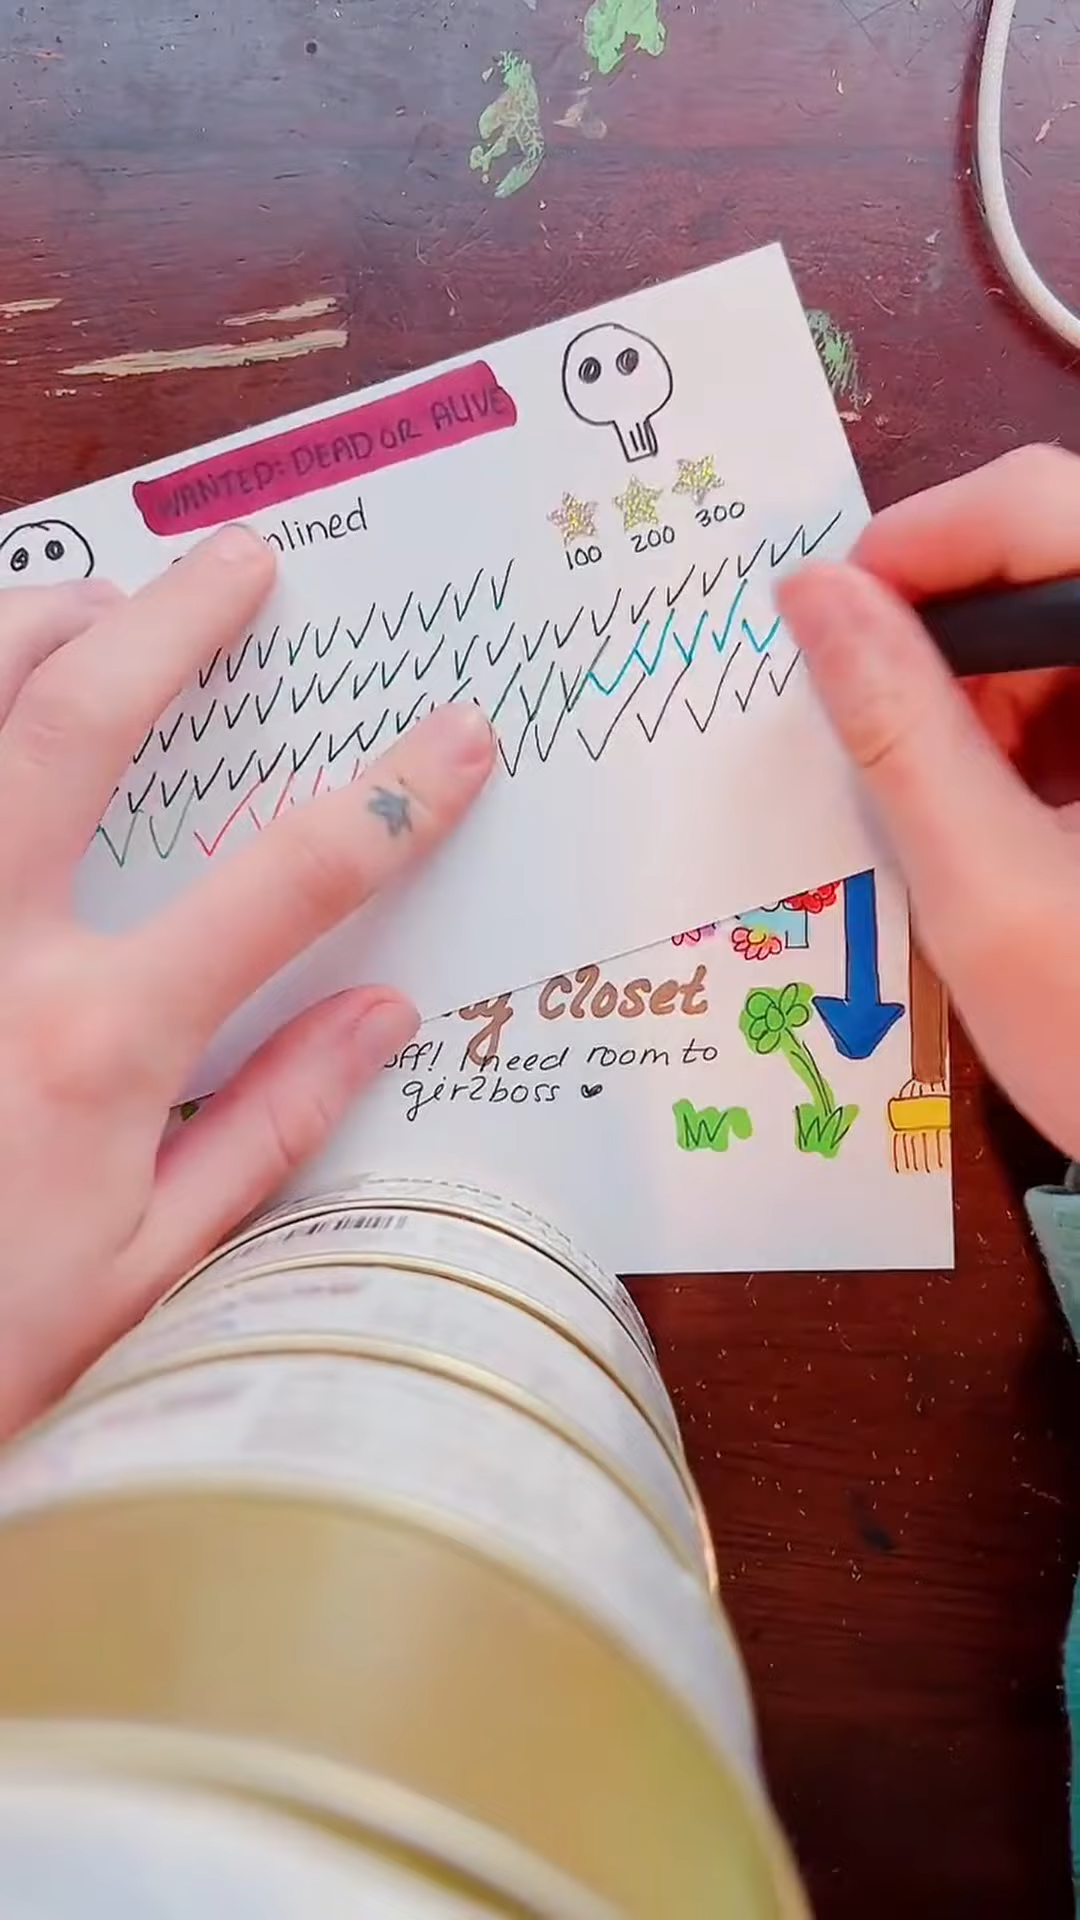 WANTED: DEAD OR ALIVE
nlined
100 200 300
closet
off! I need room to
girlboss